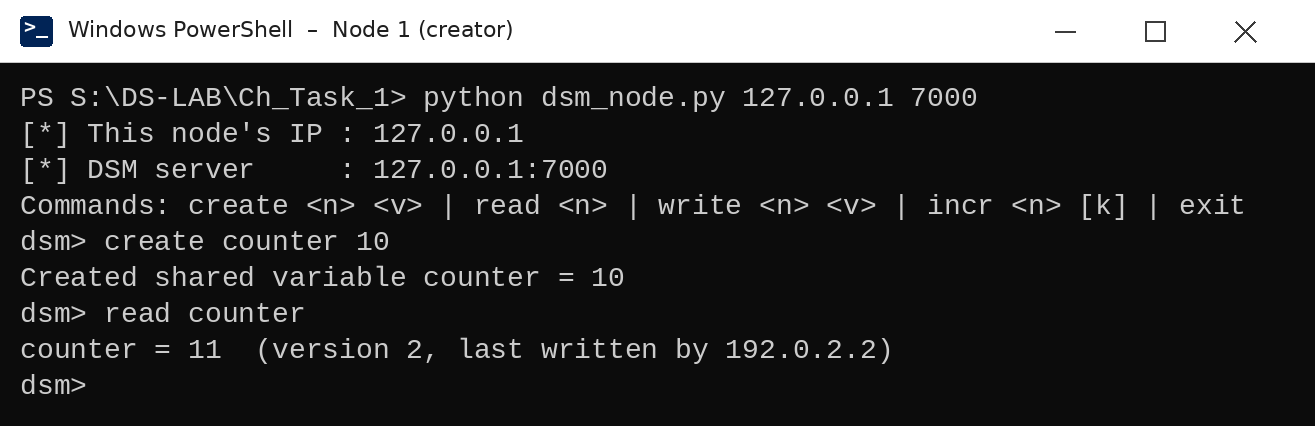 Windows PowerShell – Node 1 (creator)
PS S:\DS-LAB\Ch_Task_1> python dsm_node.py 127.0.0.1 7000
[*] This node's IP : 127.0.0.1
[*] DSM server     : 127.0.0.1:7000
Commands: create <n> <v> | read <n> | write <n> <v> | incr <n> [k] | exit
dsm> create counter 10
Created shared variable counter = 10
dsm> read counter
counter = 11  (version 2, last written by 192.0.2.2)
dsm>